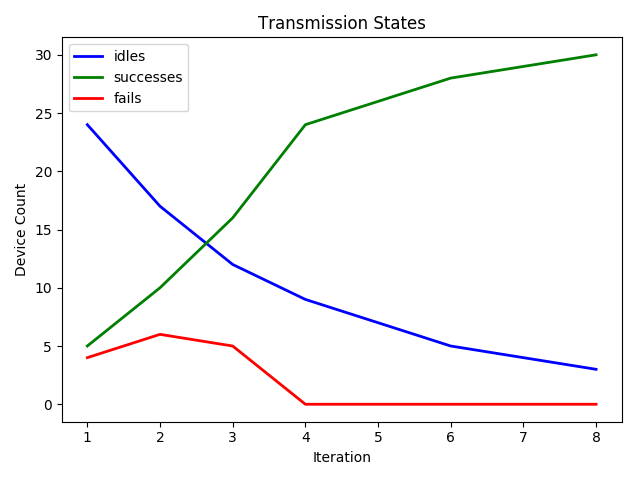 Transmission States
idles
successes
fails
Device Count
30
25
20
15
10
5
0
1 2 3 4 5 6 7 8
Iteration